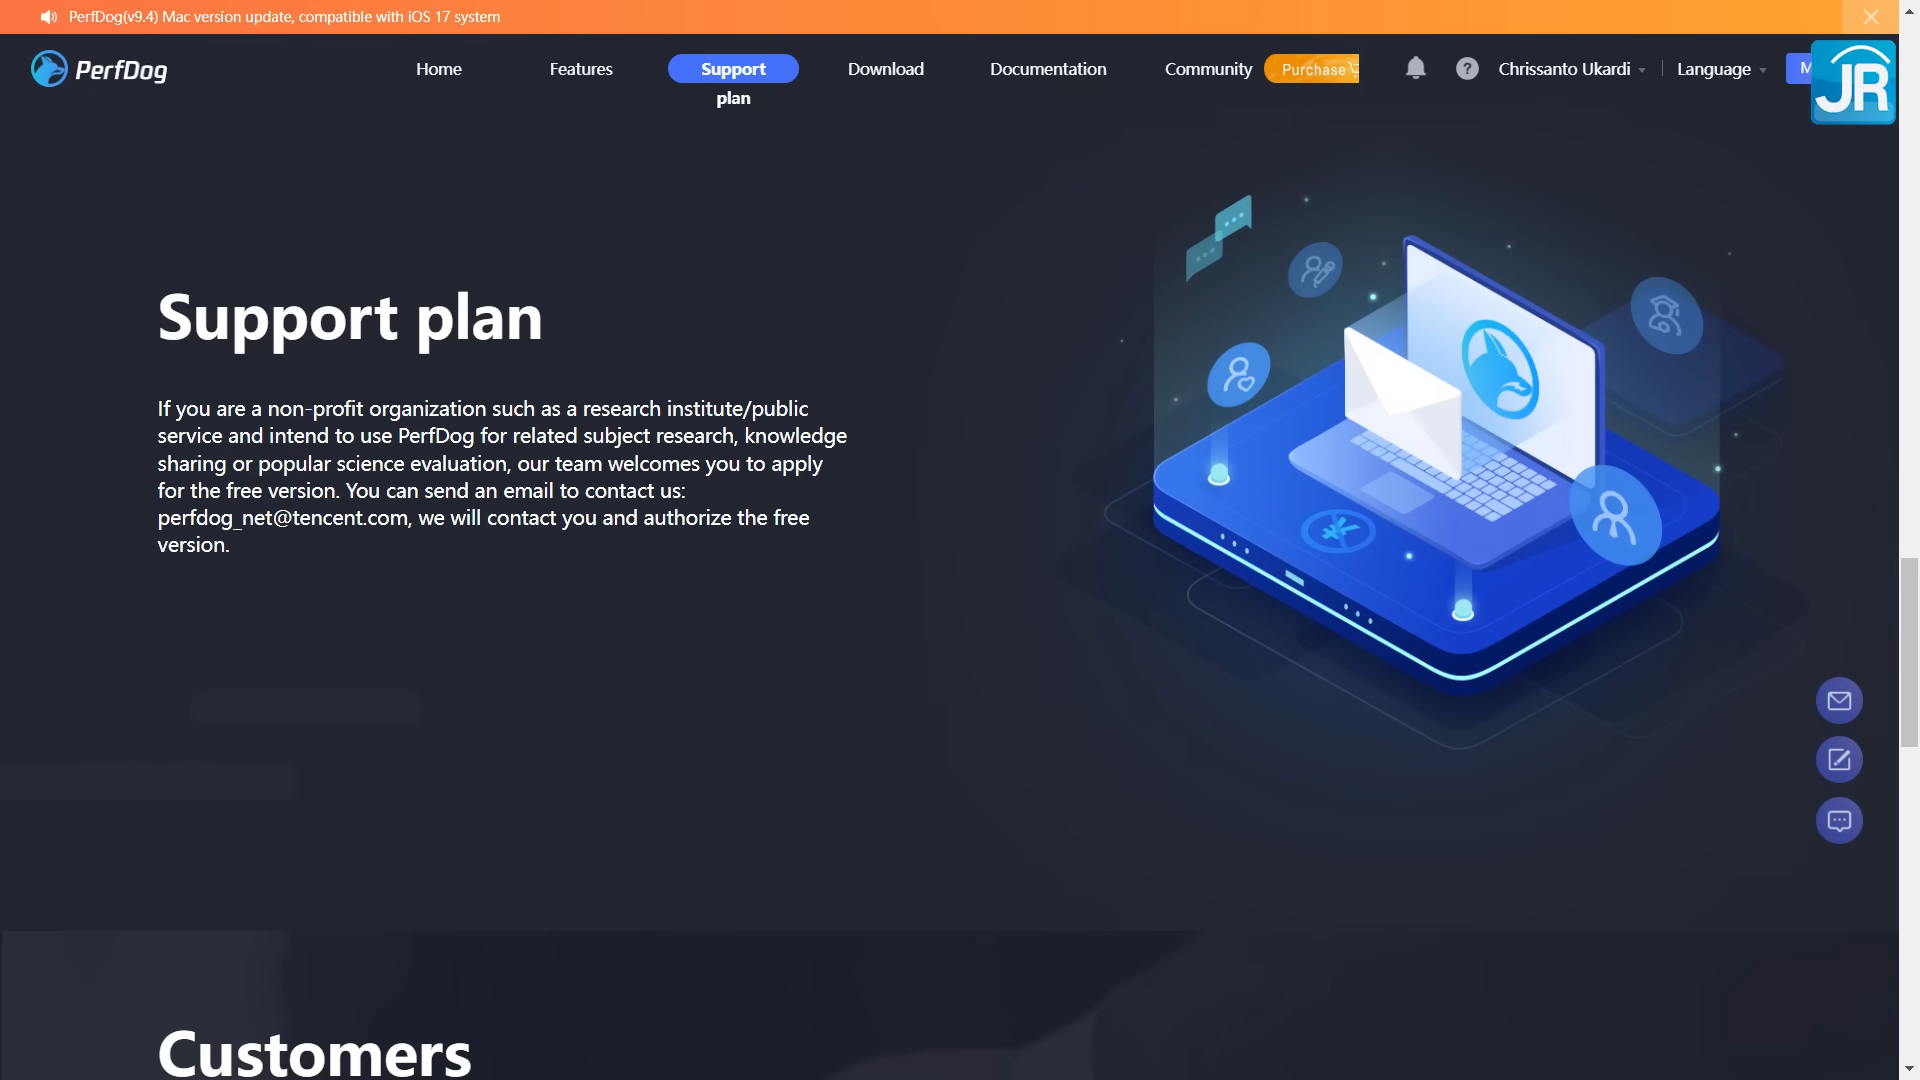 PerfDog(v9.4) Mac version update, compatible with iOS 17 system
PerfDog
Home
Features
Support
plan
Download
Documentation
Community
Purchase
?
Chrissanto Ukardi
Language
JR
Support plan
If you are a non-profit organization such as a research institute/public
service and intend to use PerfDog for related subject research, knowledge
sharing or popular science evaluation, our team welcomes you to apply
for the free version. You can send an email to contact us:
perfdog_net@tencent.com, we will contact you and authorize the free
version.
Customers